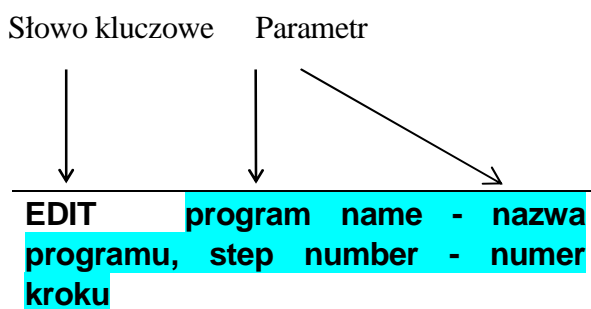 Słowo kluczowe Parametr
EDIT program name - nazwa
programu, step number - numer
kroku